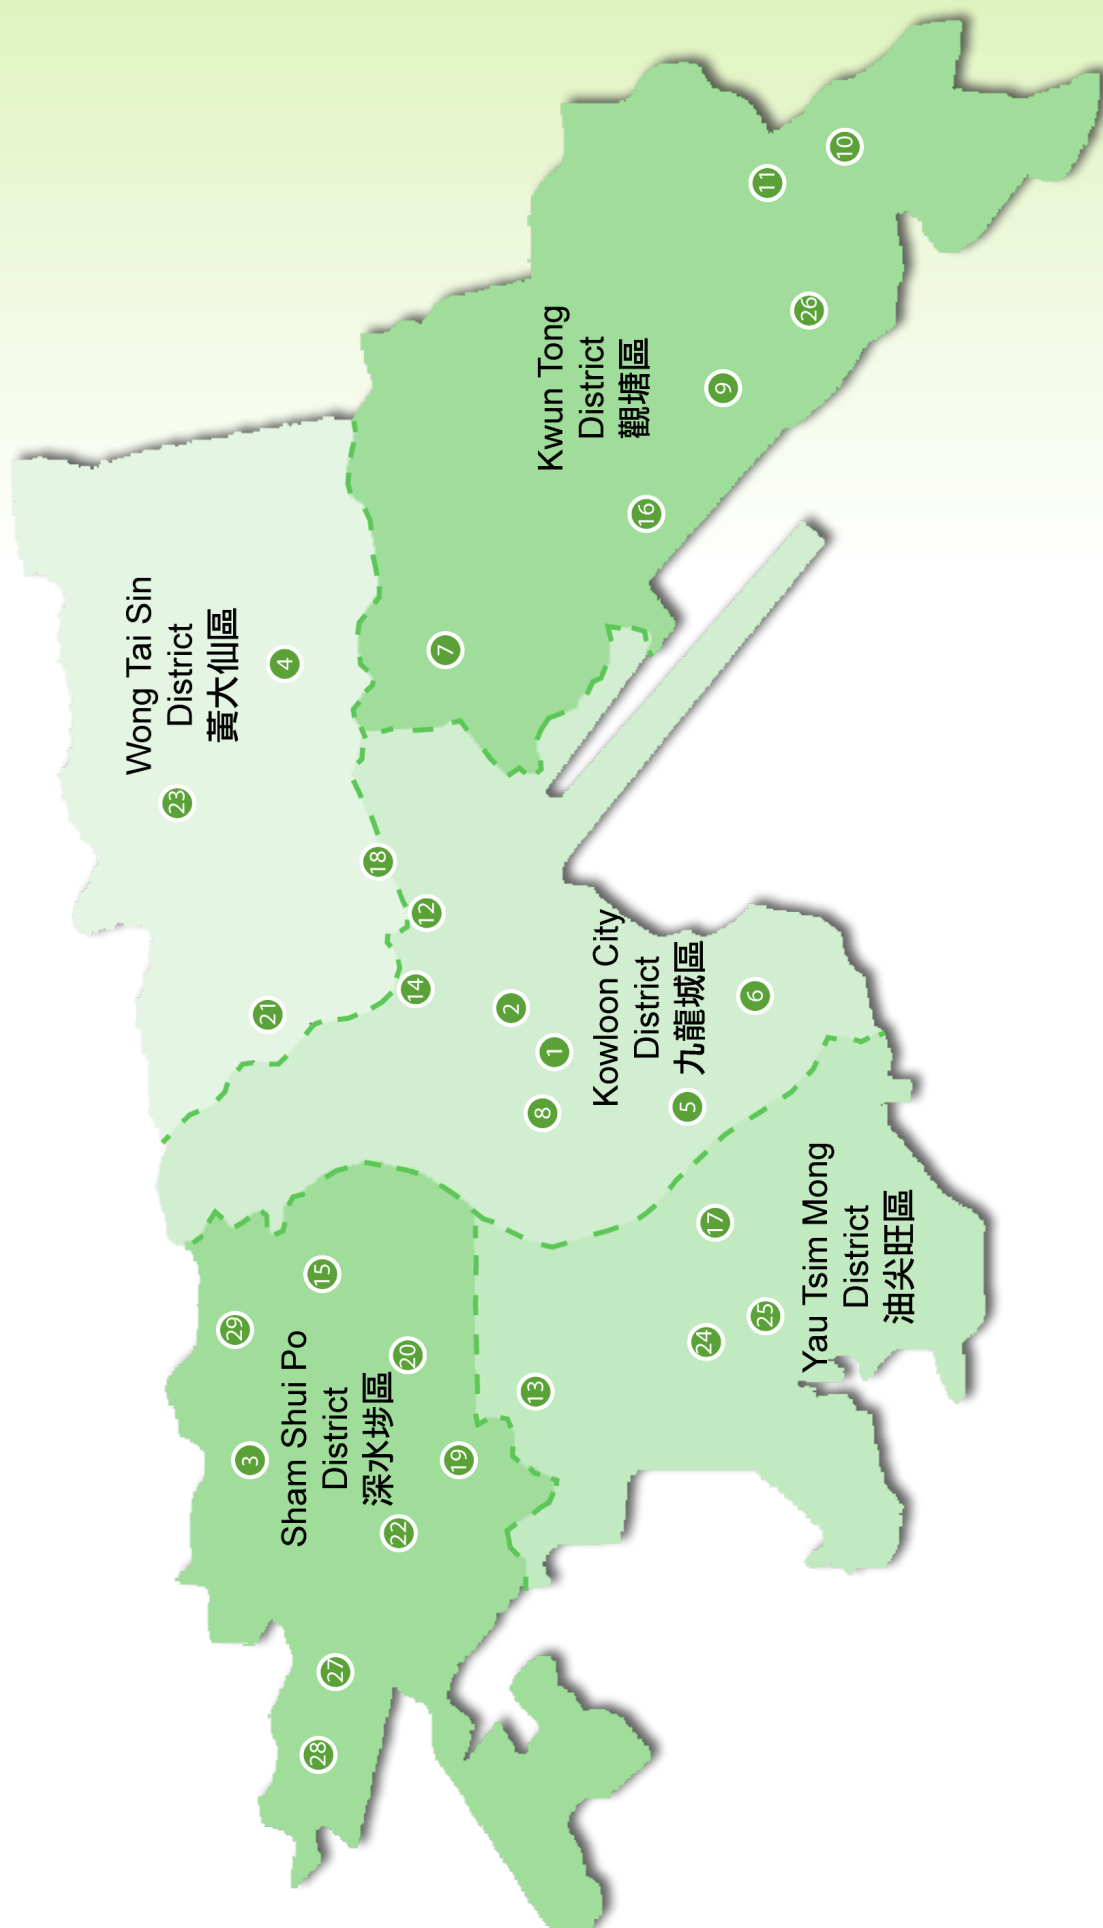 Wong Tai Sin
District
黃大仙區
Kwun Tong
District
觀塘區
Kowloon City
District
九龍城區
Yau Tsim Mong
District
油尖旺區
Sham Shui Po
District
深水埗區
28
27
3
22
29
19
20
15
13
24
25
17
8
5
1
2
6
21
14
12
18
23
4
7
16
9
26
11
10